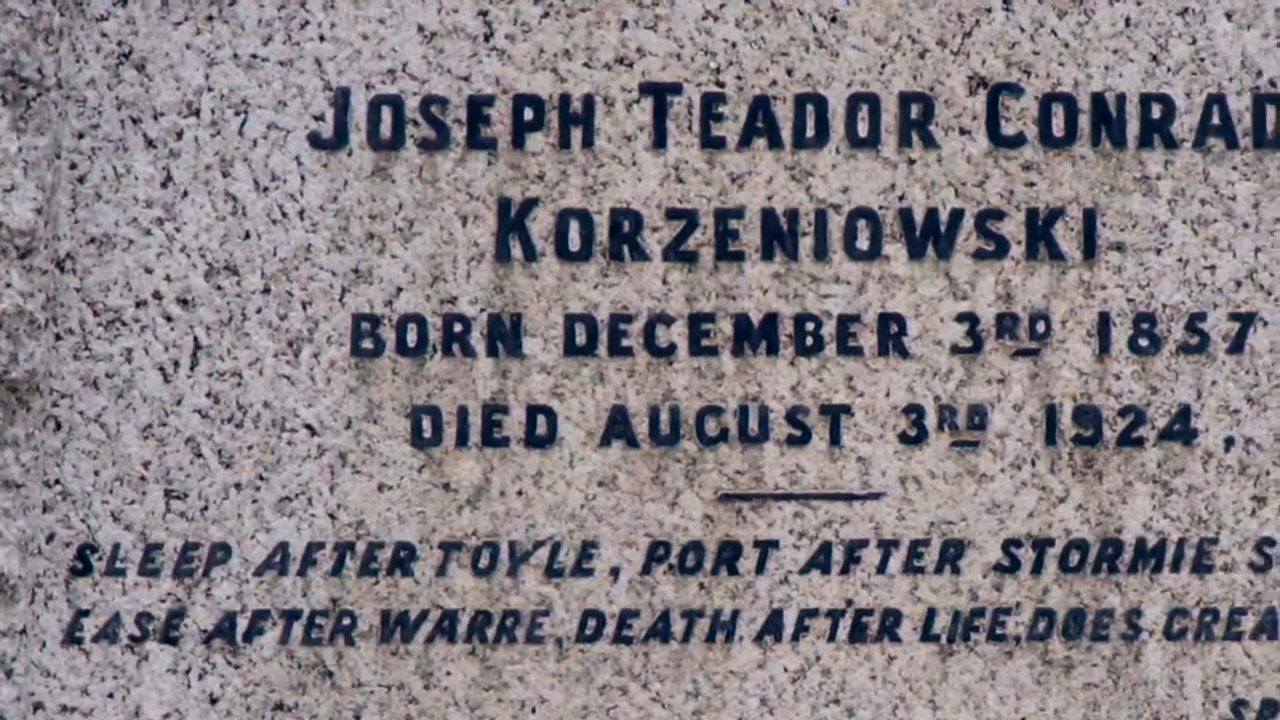 JOSEPH TEADOR CONRAD
KORZENIOWSKI
BORN DECEMBER 3RD 1857
DIED AUGUST 3RD 1924,
SLEEP AFTER TOYLE, PORT AFTER STORMIE
EASE AFTER WARRE, DEATH AFTER LIFE, DOES